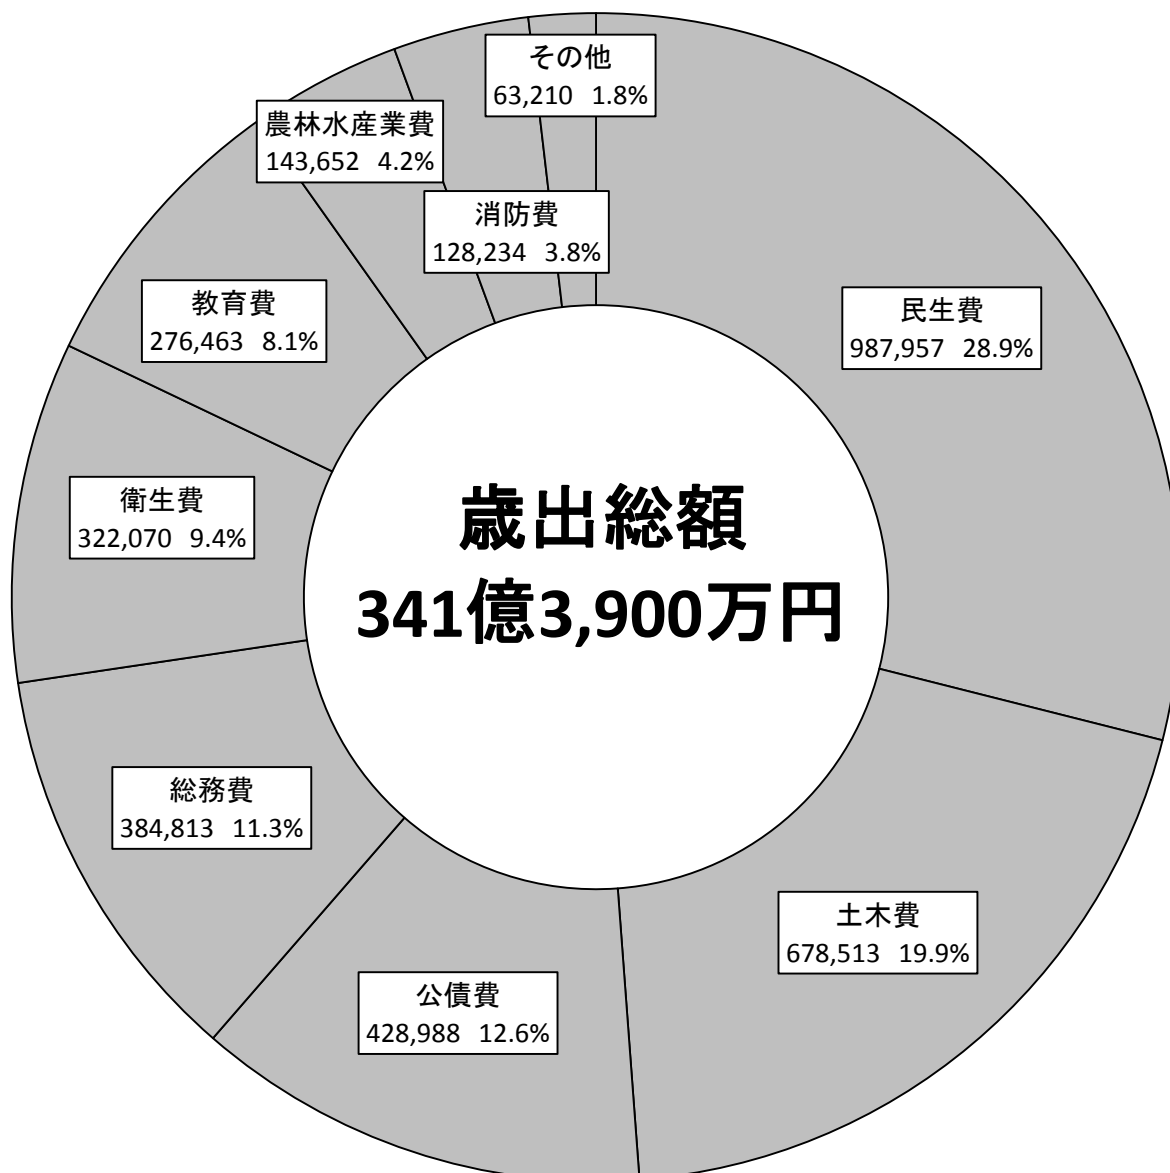 その他
63,210 1.8%
農林水産業費
143,652 4.2%
消防費
128,234 3.8%
教育費
276,463 8.1%
民生費
987,957 28.9%
衛生費
322,070 9.4%
歳出総額
341億3,900万円
総務費
384,813 11.3%
土木費
678,513 19.9%
公債費
428,988 12.6%